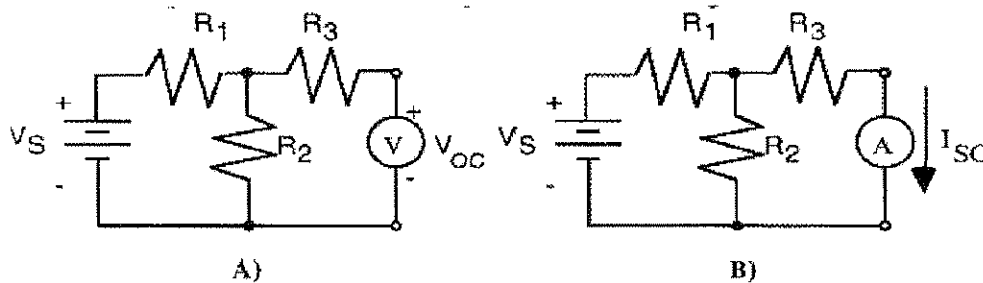 R1 R3 R1 R3
+ + +
VS R2 V VOC VS R2 A ISC
- - -
A) B)